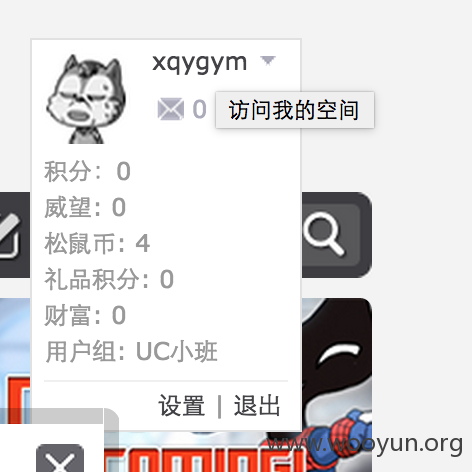 xqygym
0
访问我的空间
积分: 0
威望: 0
松鼠币: 4
礼品积分: 0
财富: 0
用户组: UC小班
设置 | 退出
www.wooyun.org